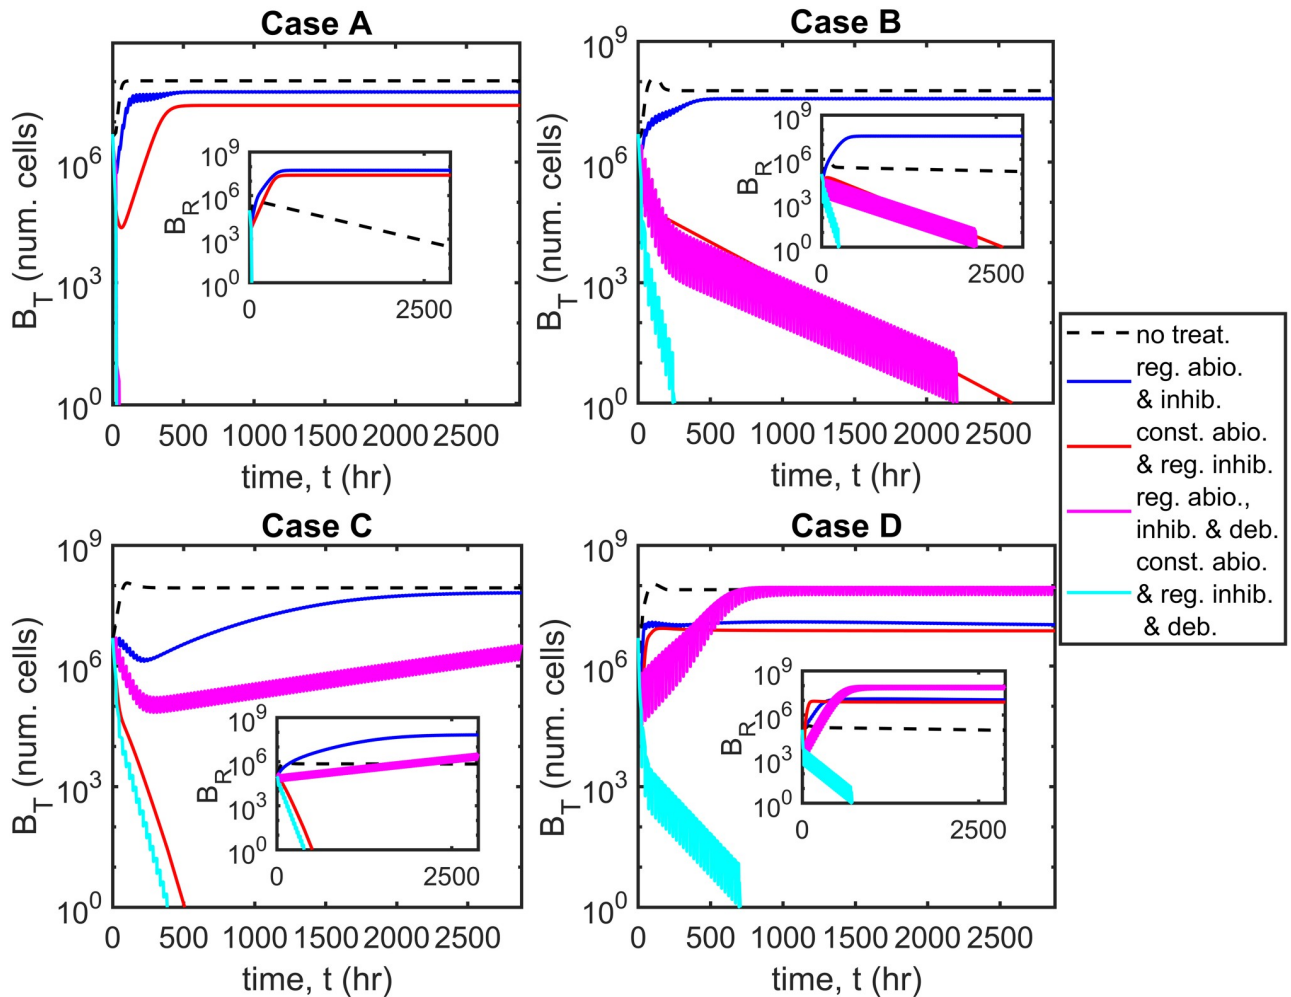 Case A
B_T (num. cells)
10^6
10^3
10^0
0 500 1000 1500 2000 2500
time, t (hr)
B_R
10^9
10^6
10^3
10^0
0 2500
Case B
B_T (num. cells)
10^9
10^6
10^3
10^0
0 500 1000 1500 2000 2500
time, t (hr)
B_R
10^9
10^6
10^3
10^0
0 2500
Case C
B_T (num. cells)
10^9
10^6
10^3
10^0
0 500 1000 1500 2000 2500
time, t (hr)
B_R
10^9
10^6
10^3
10^0
0 2500
Case D
B_T (num. cells)
10^9
10^6
10^3
10^0
0 500 1000 1500 2000 2500
time, t (hr)
B_R
10^9
10^6
10^3
10^0
0 2500
no treat.
reg. abio.
& inhib.
const. abio.
& reg. inhib.
reg. abio.,
inhib. & deb.
const. abio.
& reg. inhib.
& deb.